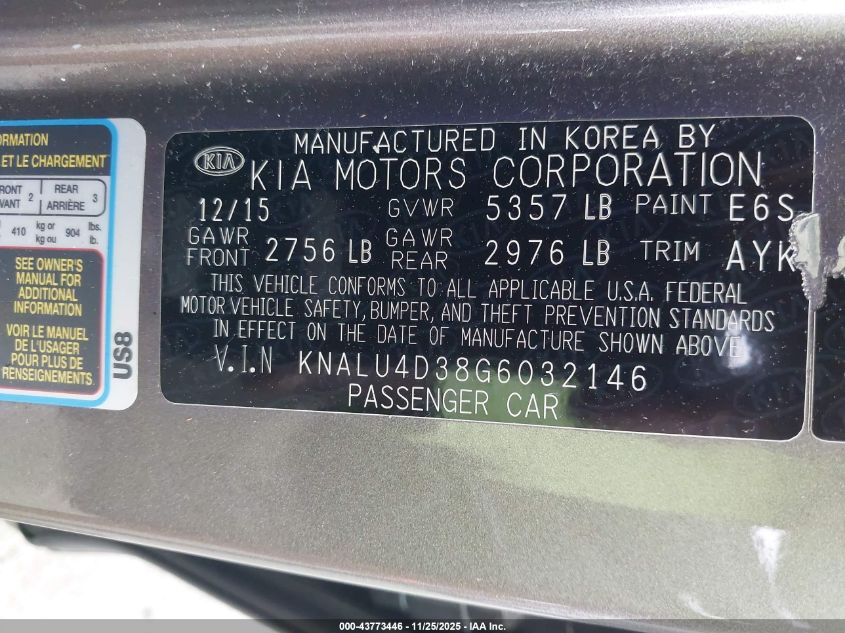 ORMATION
ET LE CHARGEMENT
FRONT 2 REAR 3
VANT ARRIÈRE
410 kg or 904 lbs.
kg ou lb.
SEE OWNER'S
MANUAL FOR
ADDITIONAL
INFORMATION
VOIR LE MANUEL
DE L'USAGER
POUR PLUS DE
RENSEIGNEMENTS
US8
MANUFACTURED IN KOREA BY
KIA KIA MOTORS CORPORATION
12/15 GVWR 5357 LB PAINT E6S
GAWR FRONT 2756 LB GAWR REAR 2976 LB TRIM AYK
THIS VEHICLE CONFORMS TO ALL APPLICABLE U.S.A. FEDERAL
MOTOR VEHICLE SAFETY, BUMPER, AND THEFT PREVENTION STANDARDS
IN EFFECT ON THE DATE OF MANUFACTURE SHOWN ABOVE
V.I.N KNALU4D38G6032146
PASSENGER CAR
000-43773446 - 11/25/2025 - IAA Inc.